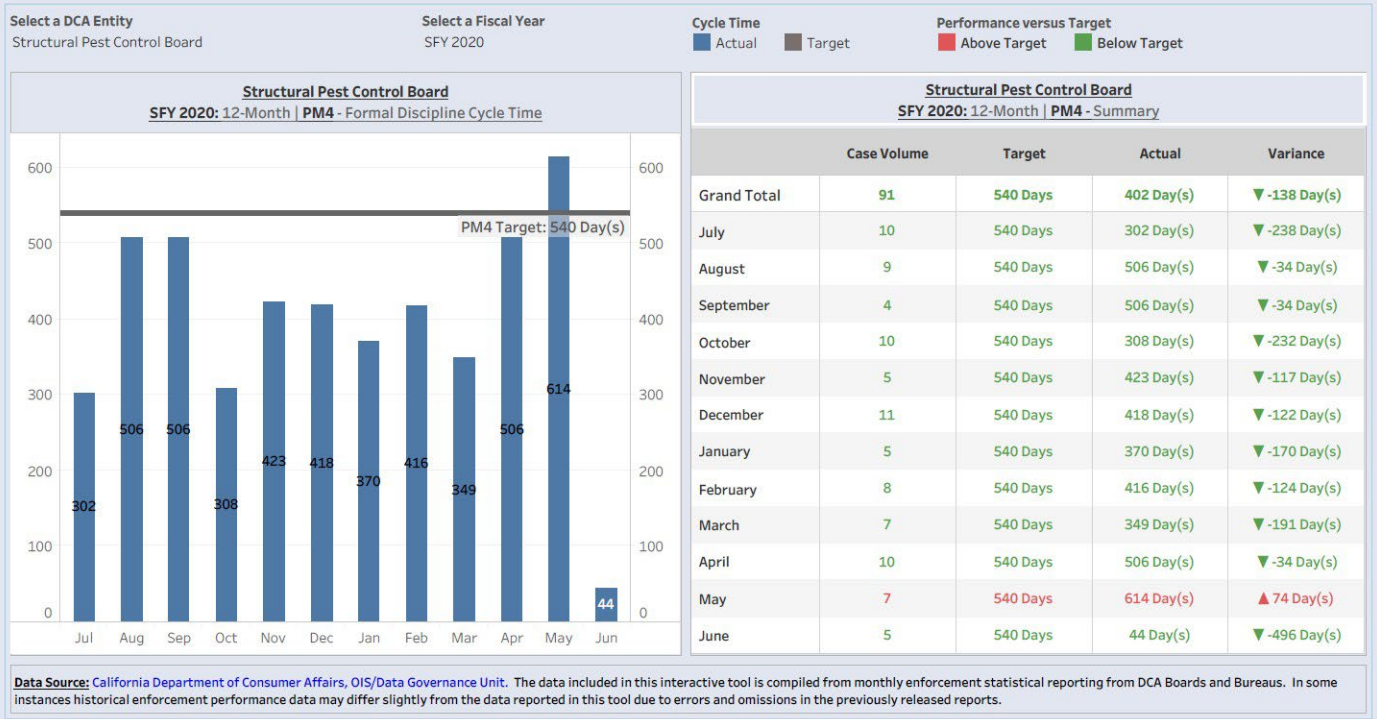 Select a DCA Entity
Structural Pest Control Board
Select a Fiscal Year
SFY 2020
Cycle Time
Actual Target
Performance versus Target
Above Target Below Target
Structural Pest Control Board
SFY 2020: 12-Month | PM4 - Formal Discipline Cycle Time
600 600
PM4 Target: 540 Day(s)
500 500
400 400
300 300
200 200
100 100
0 0
302 506 506 308 423 418 370 416 349 506 614 44
Jul Aug Sep Oct Nov Dec Jan Feb Mar Apr May Jun
Structural Pest Control Board
SFY 2020: 12-Month | PM4 - Summary
Case Volume Target Actual Variance
Grand Total 91 540 Days 402 Day(s) ▼ -138 Day(s)
July 10 540 Days 302 Day(s) ▼ -238 Day(s)
August 9 540 Days 506 Day(s) ▼ -34 Day(s)
September 4 540 Days 506 Day(s) ▼ -34 Day(s)
October 10 540 Days 308 Day(s) ▼ -232 Day(s)
November 5 540 Days 423 Day(s) ▼ -117 Day(s)
December 11 540 Days 418 Day(s) ▼ -122 Day(s)
January 5 540 Days 370 Day(s) ▼ -170 Day(s)
February 8 540 Days 416 Day(s) ▼ -124 Day(s)
March 7 540 Days 349 Day(s) ▼ -191 Day(s)
April 10 540 Days 506 Day(s) ▼ -34 Day(s)
May 7 540 Days 614 Day(s) ▲ 74 Day(s)
June 5 540 Days 44 Day(s) ▼ -496 Day(s)
Data Source: California Department of Consumer Affairs, OIS/Data Governance Unit. The data included in this interactive tool is compiled from monthly enforcement statistical reporting from DCA Boards and Bureaus. In some
instances historical enforcement performance data may differ slightly from the data reported in this tool due to errors and omissions in the previously released reports.